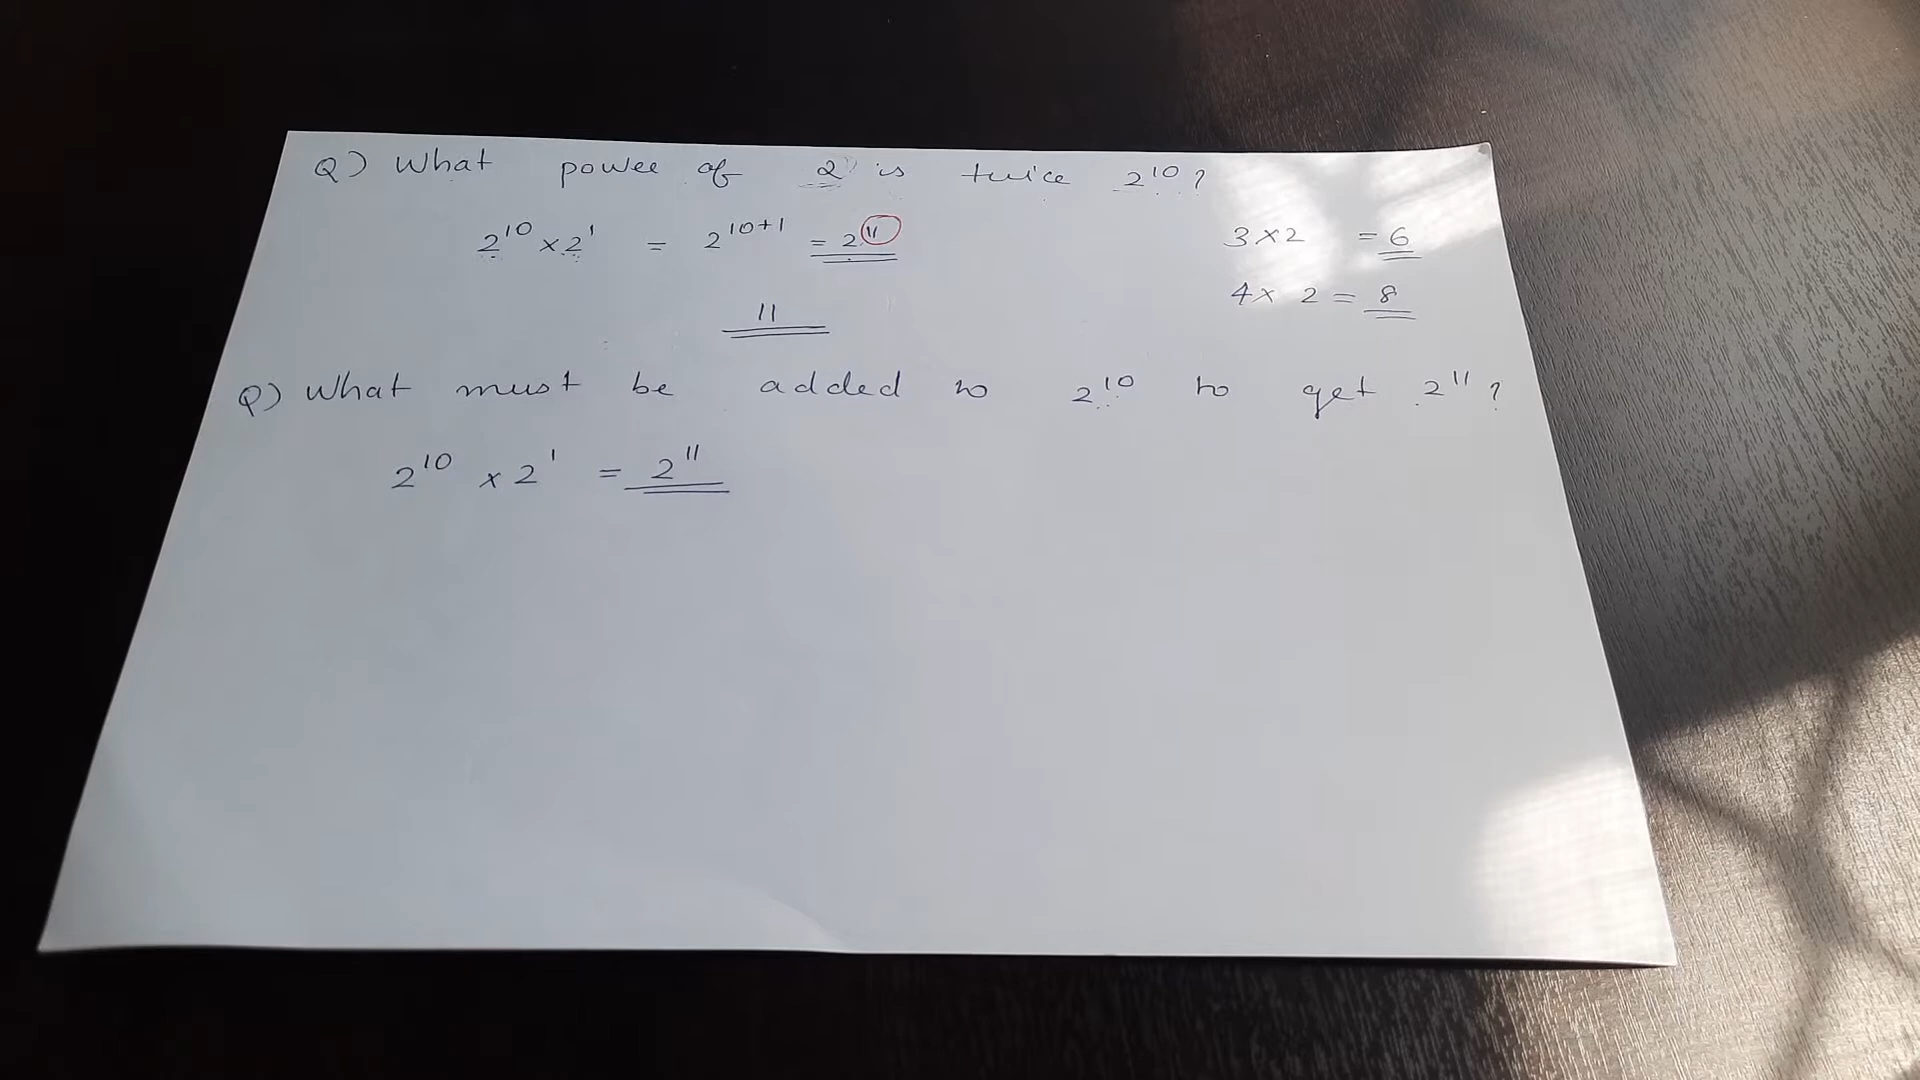 Q) What power of 2 is twice 2¹⁰?
2¹⁰ × 2¹ = 2¹⁰⁺¹ = 2¹¹
3 × 2 = 6
4 × 2 = 8
11
Q) What must be added to 2¹⁰ to get 2¹¹?
2¹⁰ × 2¹ = 2¹¹